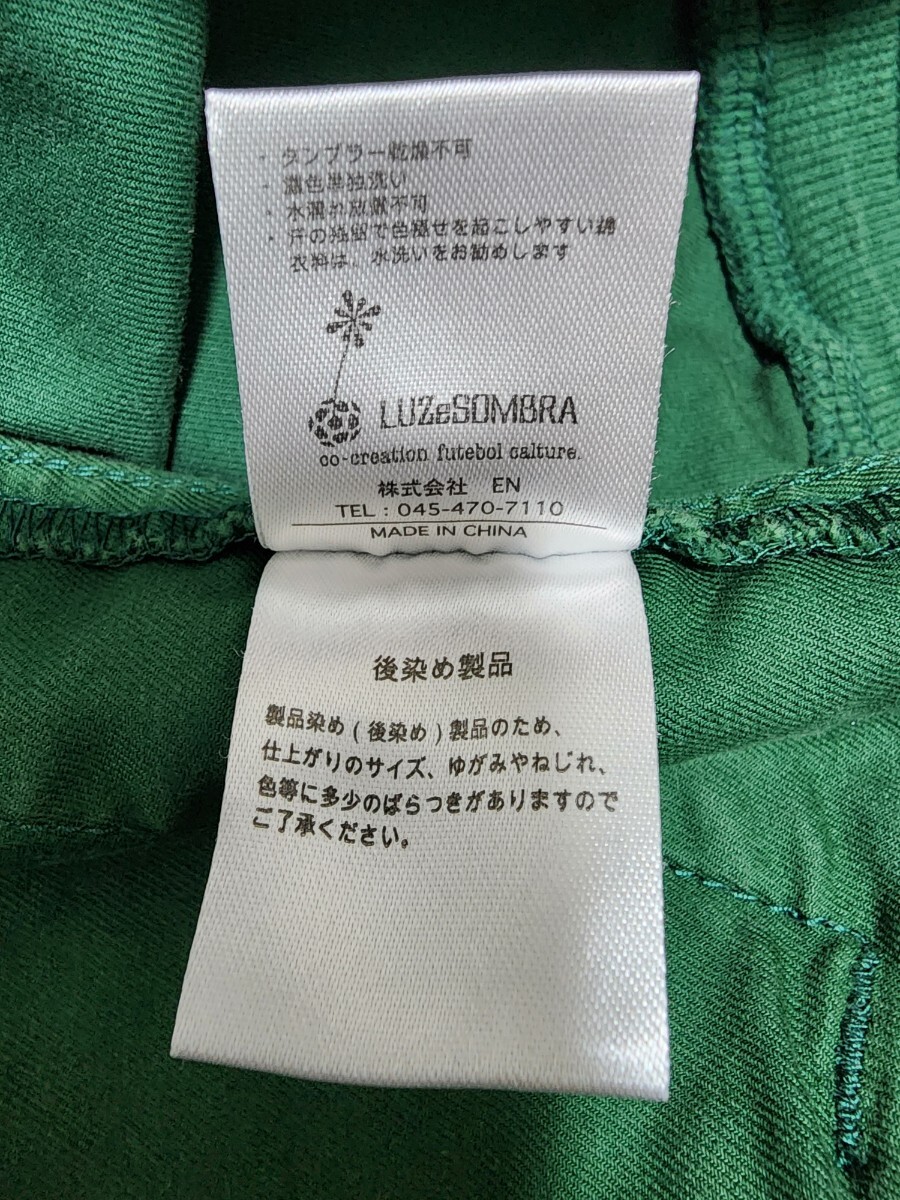 ・タンブラー乾燥不可
・濃色単独洗い
・水濡れ放置不可
・汗の残留で色褪せを起こしやすい綿
衣料は、水洗いをお勧めします
LUZeSOMBRA
co-creation futebol calture.
株式会社 EN
TEL : 045-470-7110
MADE IN CHINA
後染め製品
製品染め(後染め)製品のため、
仕上がりのサイズ、ゆがみやねじれ、
色等に多少のばらつきがありますので
ご了承ください。